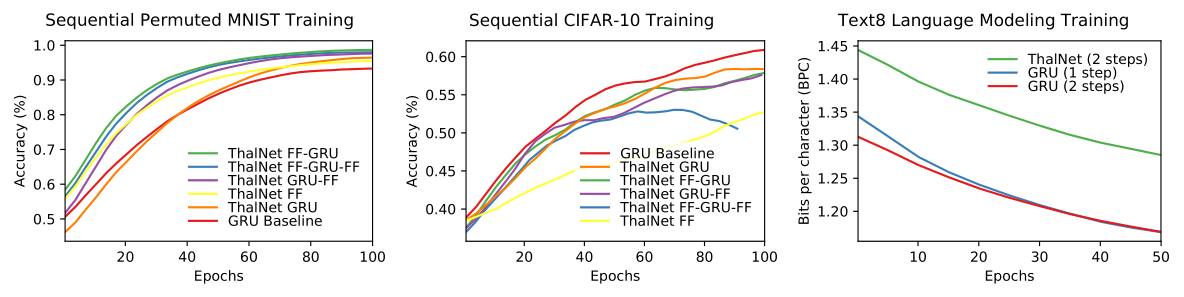 Sequential Permuted MNIST Training
Accuracy (%)
1.0
0.9
0.8
0.7
0.6
0.5
ThalNet FF-GRU
ThalNet FF-GRU-FF
ThalNet GRU-FF
ThalNet FF
ThalNet GRU
GRU Baseline
20
40
60
80
100
Epochs
Sequential CIFAR-10 Training
Accuracy (%)
0.60
0.55
0.50
0.45
0.40
GRU Baseline
ThalNet GRU
ThalNet FF-GRU
ThalNet GRU-FF
ThalNet FF-GRU-FF
ThalNet FF
20
40
60
80
100
Epochs
Text8 Language Modeling Training
Bits per character (BPC)
1.45
1.40
1.35
1.30
1.25
1.20
ThalNet (2 steps)
GRU (1 step)
GRU (2 steps)
10
20
30
40
50
Epochs